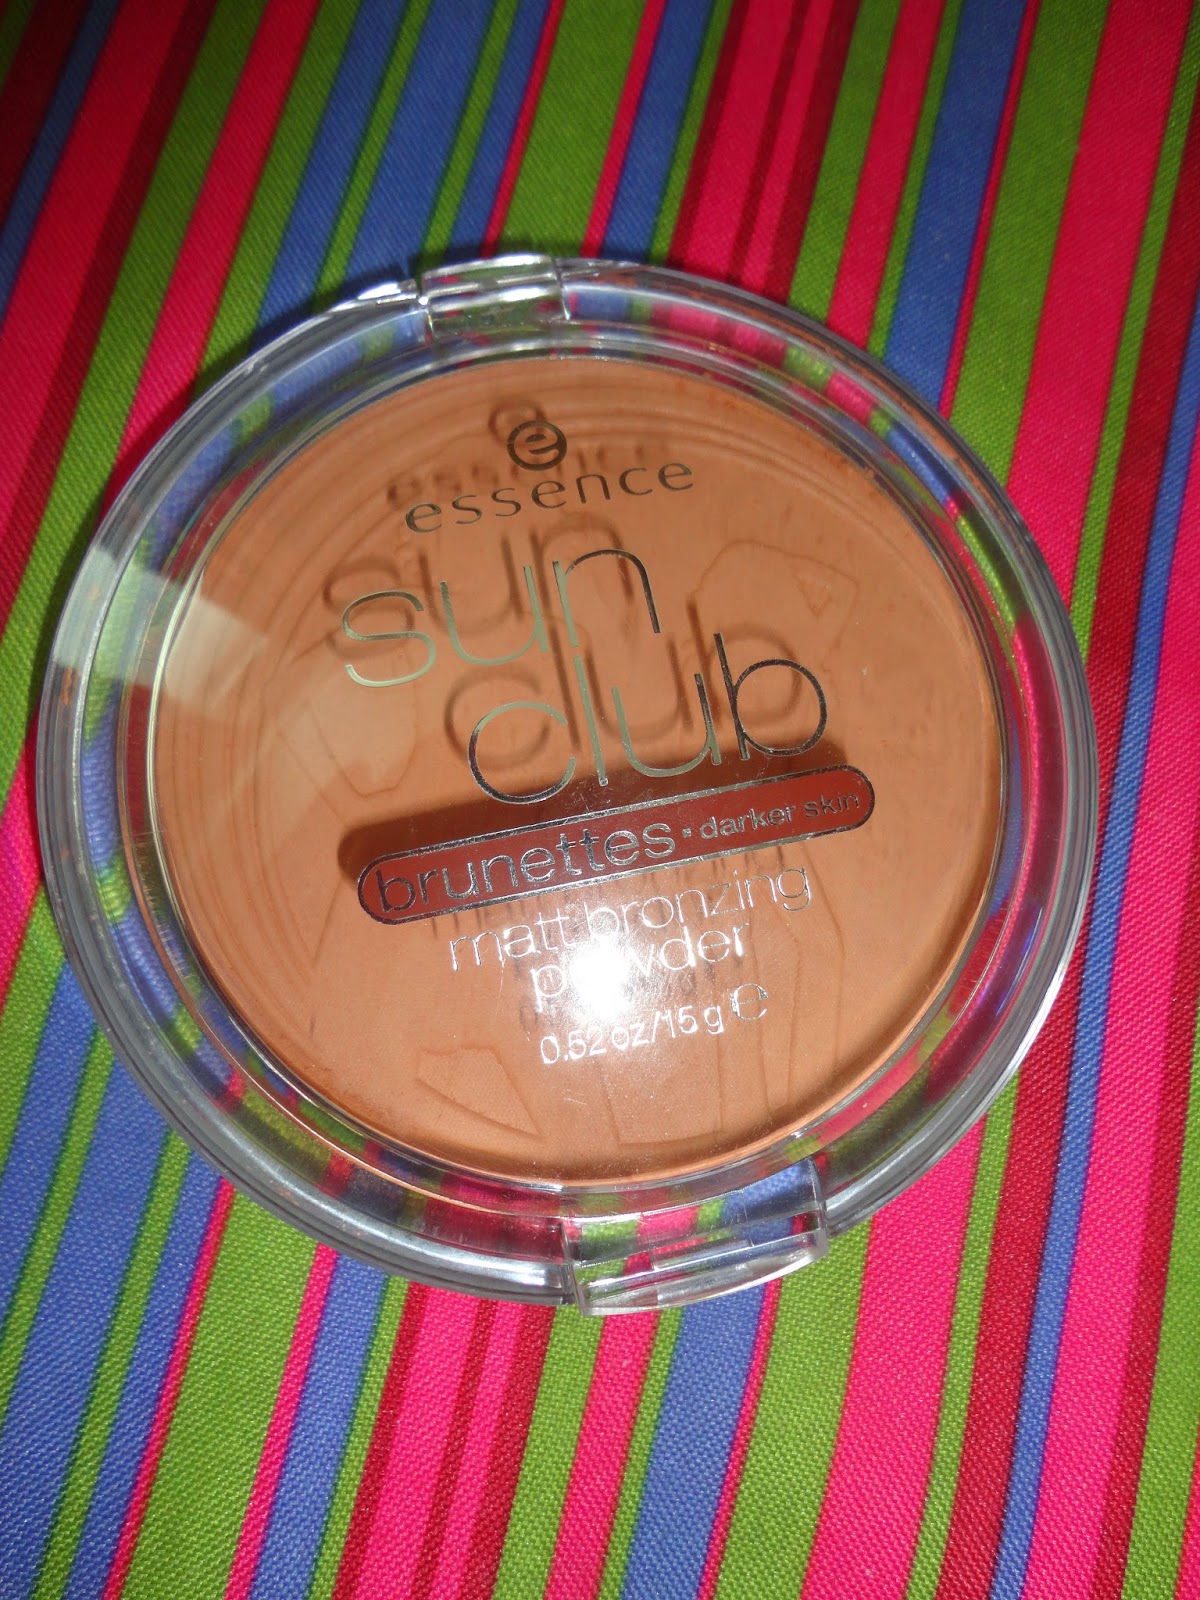 e
essence
sun
club
brunettes • darker skin
matt bronzing
powder
0.52 oz/15 g e